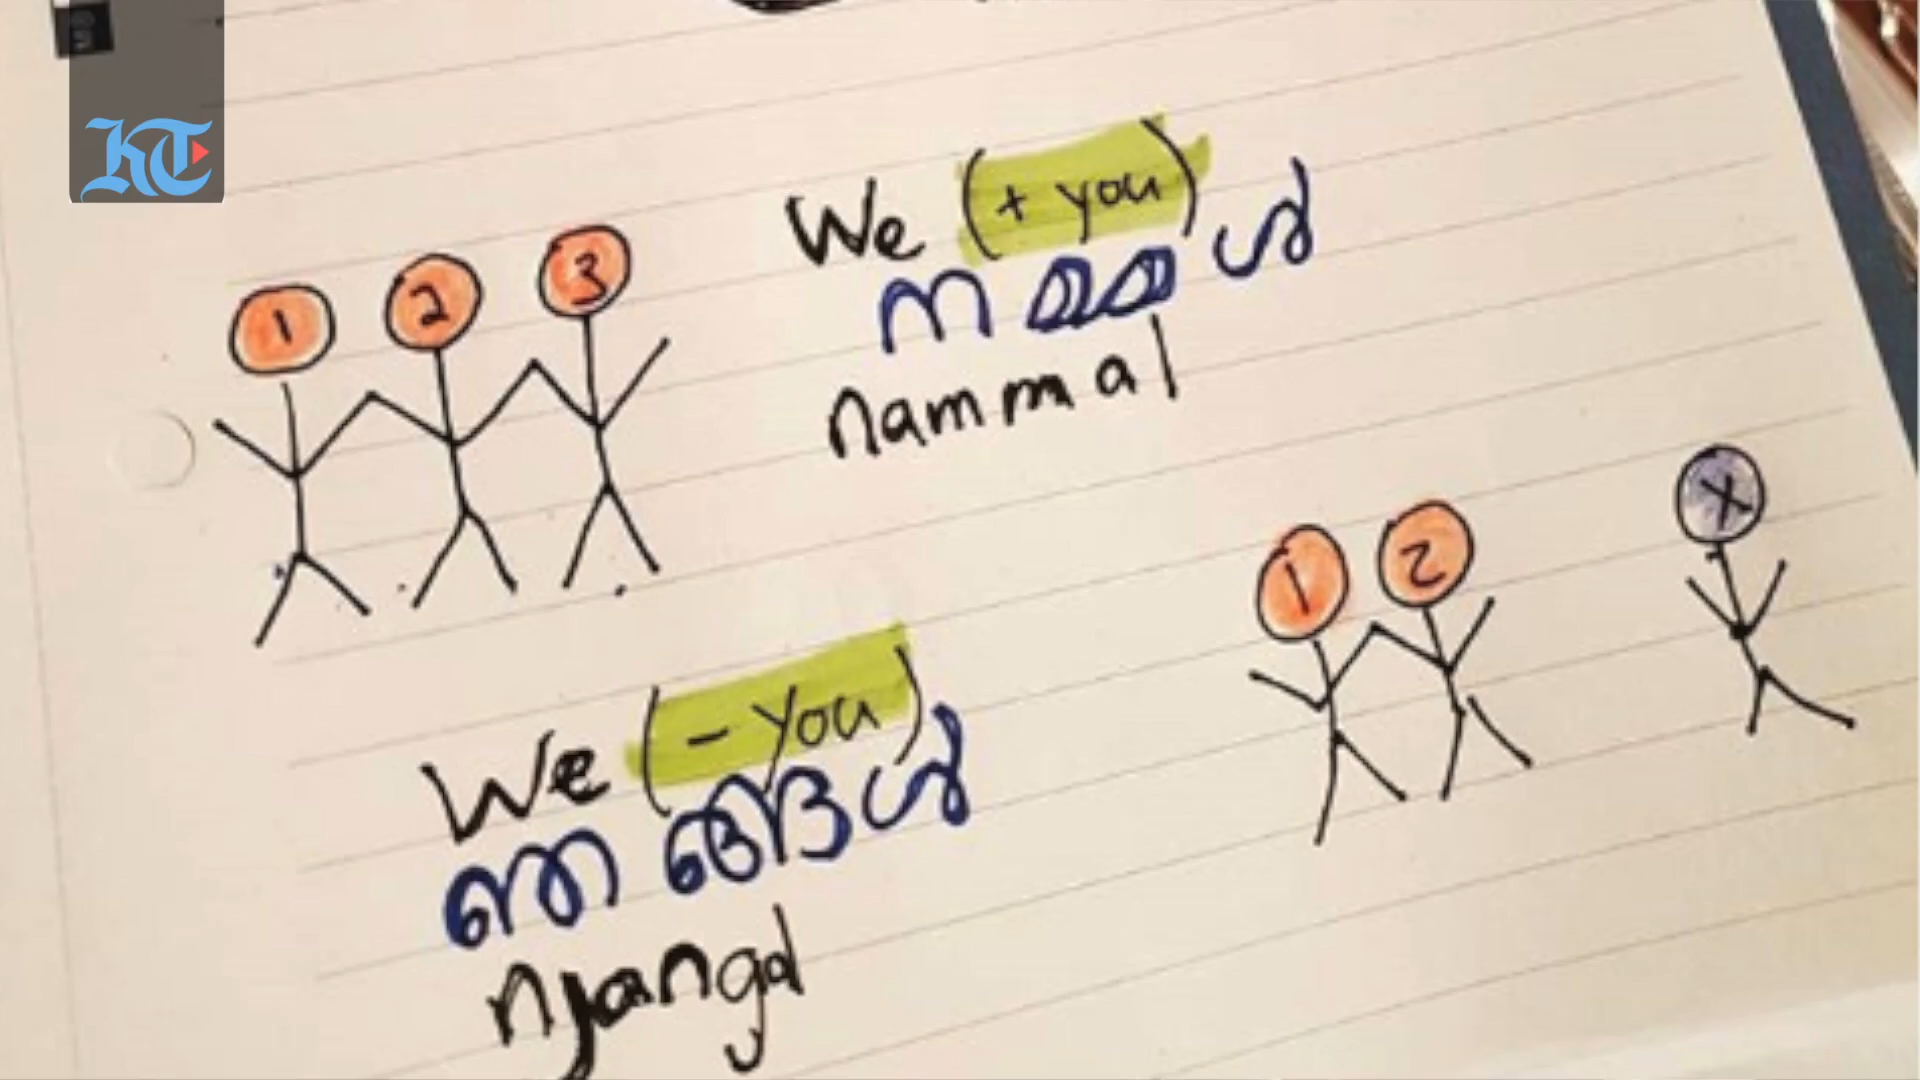 KT
1 2 3
We (+ you)
നമ്മൾ
nammal
1 2 X
We (- You)
ഞങ്ങൾ
njangal